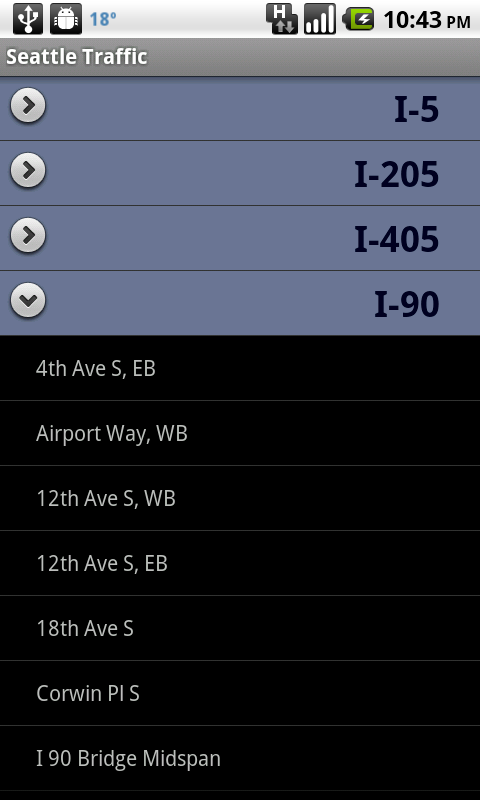 18° H 10:43 PM
Seattle Traffic
I-5
I-205
I-405
I-90
4th Ave S, EB
Airport Way, WB
12th Ave S, WB
12th Ave S, EB
18th Ave S
Corwin Pl S
I 90 Bridge Midspan